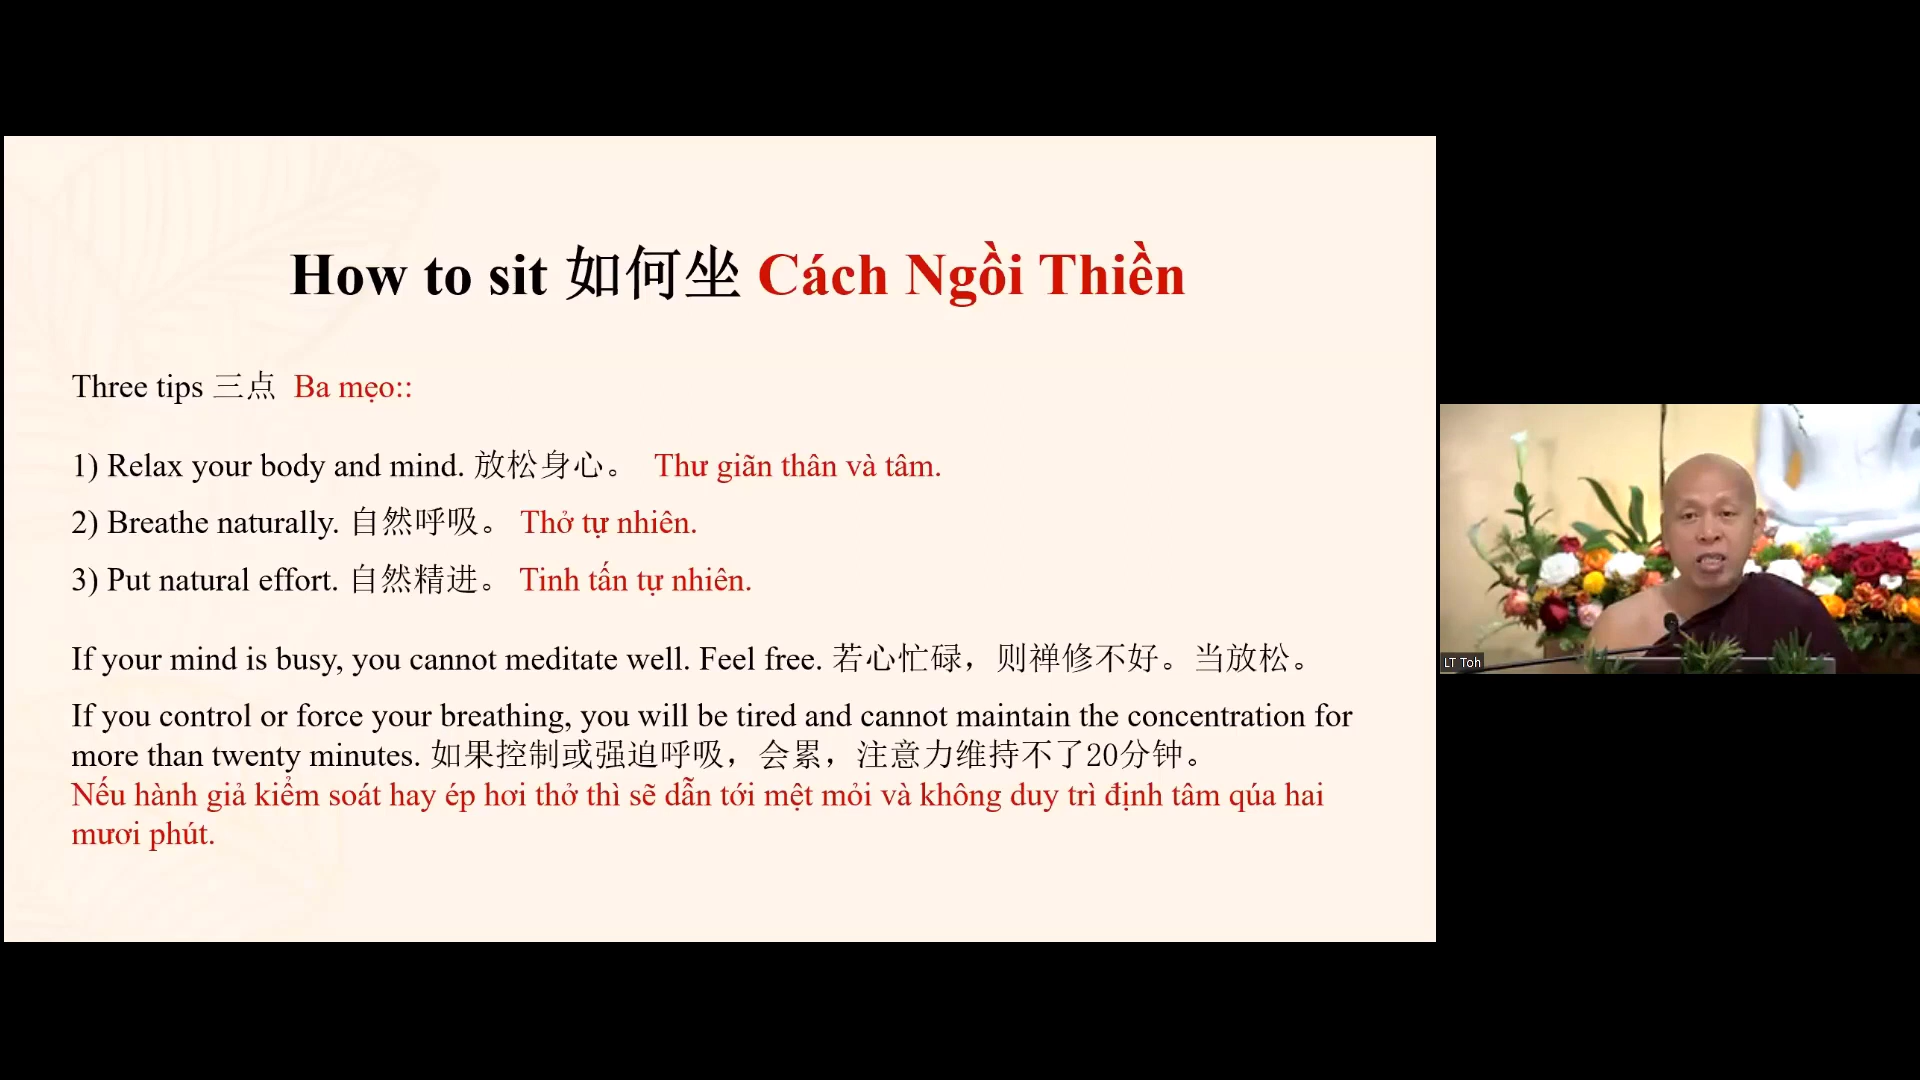 How to sit 如何坐 Cách Ngồi Thiền
Three tips 三点 Ba mẹo::
1) Relax your body and mind. 放松身心。 Thư giãn thân và tâm.
2) Breathe naturally. 自然呼吸。 Thở tự nhiên.
3) Put natural effort. 自然精进。 Tinh tấn tự nhiên.
If your mind is busy, you cannot meditate well. Feel free. 若心忙碌，则禅修不好。当放松。
If you control or force your breathing, you will be tired and cannot maintain the concentration for
more than twenty minutes. 如果控制或强迫呼吸，会累，注意力维持不了20分钟。
Nếu hành giả kiểm soát hay ép hơi thở thì sẽ dẫn tới mệt mỏi và không duy trì định tâm qúa hai
mươi phút.
LT Toh